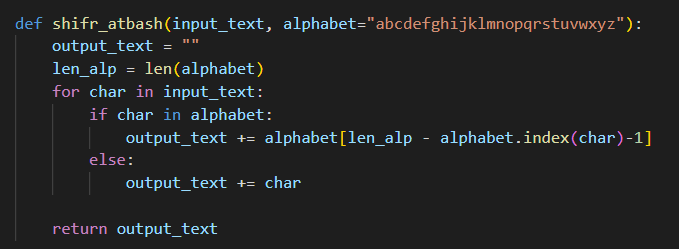 def shifr_atbash(input_text, alphabet="abcdefghijklmnopqrstuvwxyz"):
    output_text = ""
    len_alp = len(alphabet)
    for char in input_text:
        if char in alphabet:
            output_text += alphabet[len_alp - alphabet.index(char)-1]
        else:
            output_text += char

    return output_text